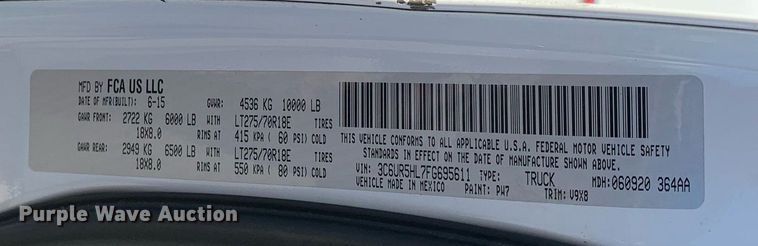 MFD BY FCA US LLC
DATE OF MFR(BUILT): 6-15 GVWR: 4536 KG 10000 LB
GAWR FRONT: 2722 KG 6000 LB WITH LT275/70R18E
18X8.0 RIMS AT 415 KPA ( 60 PSI) COLD
GAWR REAR: 2949 KG 6500 LB WITH LT275/70R18E
18X8.0 RIMS AT 550 KPA ( 80 PSI) COLD
THIS VEHICLE CONFORMS TO ALL APPLICABLE U.S.A. FEDERAL MOTOR VEHICLE SAFETY
STANDARDS IN EFFECT ON THE DATE OF MANUFACTURE SHOWN ABOVE.
VIN: 3C6UR5HL7FG695611 TYPE: TRUCK MDH: 060920 364AA
VEHICLE MADE IN MEXICO PAINT: PW7 TRIM: V9X8
Purple Wave Auction